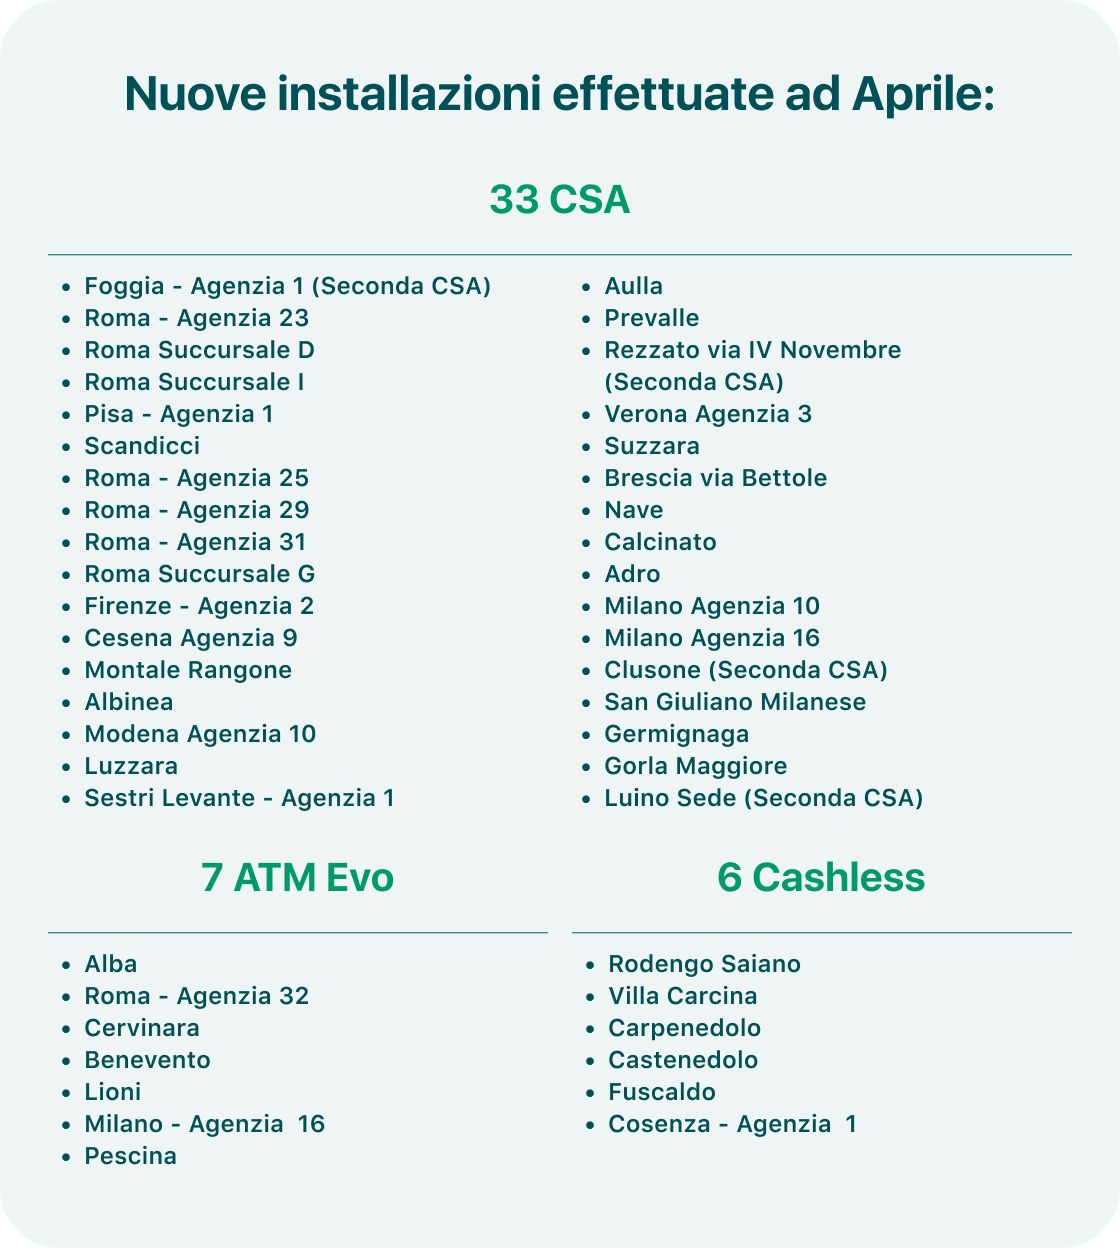 Nuove installazioni effettuate ad Aprile:
33 CSA
• Foggia - Agenzia 1 (Seconda CSA)
• Roma - Agenzia 23
• Roma Succursale D
• Roma Succursale I
• Pisa - Agenzia 1
• Scandicci
• Roma - Agenzia 25
• Roma - Agenzia 29
• Roma - Agenzia 31
• Roma Succursale G
• Firenze - Agenzia 2
• Cesena Agenzia 9
• Montale Rangone
• Albinea
• Modena Agenzia 10
• Luzzara
• Sestri Levante - Agenzia 1
• Aulla
• Prevalle
• Rezzato via IV Novembre
(Seconda CSA)
• Verona Agenzia 3
• Suzzara
• Brescia via Bettole
• Nave
• Calcinato
• Adro
• Milano Agenzia 10
• Milano Agenzia 16
• Clusone (Seconda CSA)
• San Giuliano Milanese
• Germignaga
• Gorla Maggiore
• Luino Sede (Seconda CSA)
7 ATM Evo
• Alba
• Roma - Agenzia 32
• Cervinara
• Benevento
• Lioni
• Milano - Agenzia  16
• Pescina
6 Cashless
• Rodengo Saiano
• Villa Carcina
• Carpenedolo
• Castenedolo
• Fuscaldo
• Cosenza - Agenzia  1